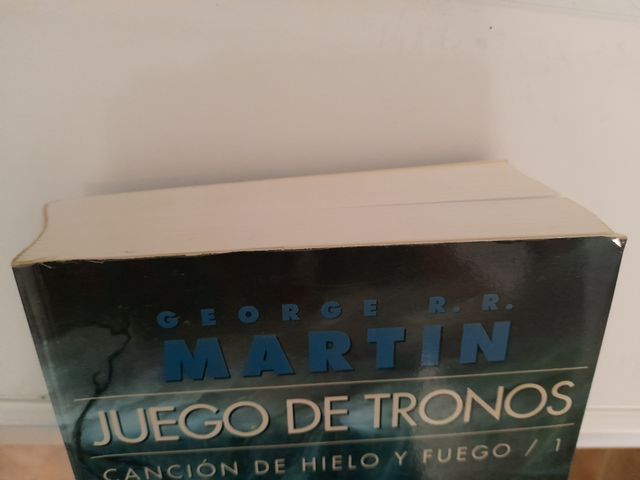 GEORGE R.R.
MARTIN
JUEGO DE TRONOS
CANCIÓN DE HIELO Y FUEGO / 1